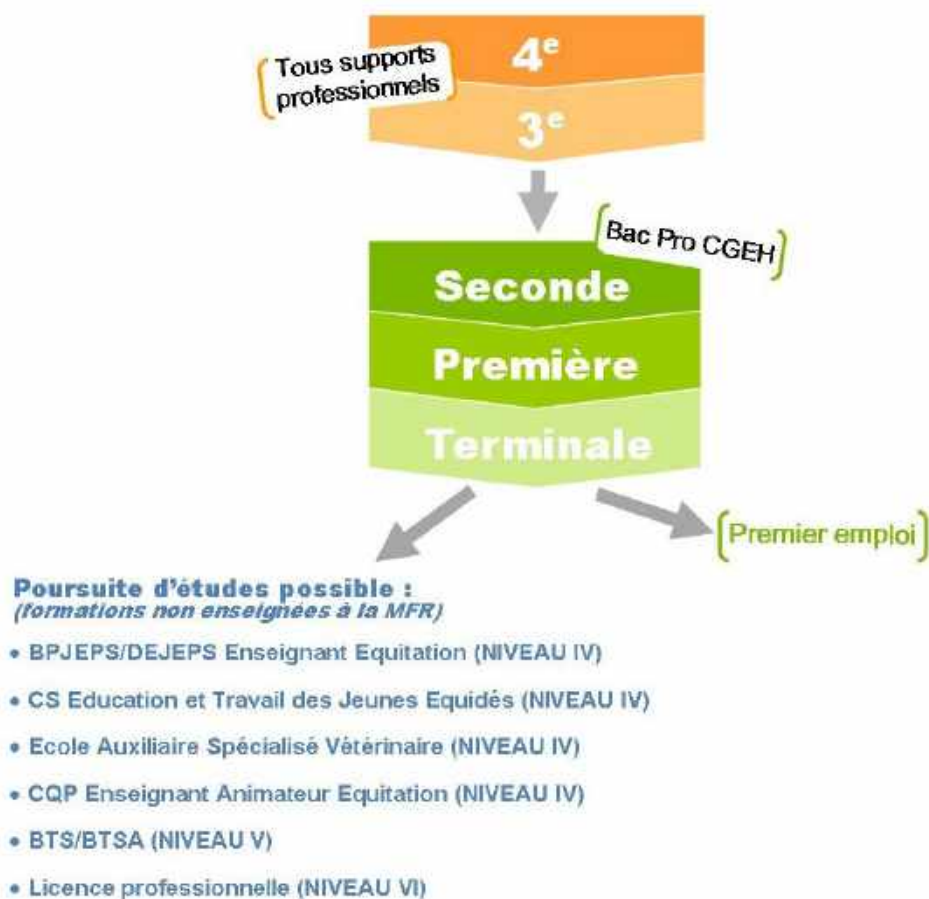 Tous supports
professionnels
4e
3e
Bac Pro CGEH
Seconde
Première
Terminale
Premier emploi
Poursuite d'études possible :
(formations non enseignées à la MFR)
• BPJEPS/DEJEPS Enseignant Equitation (NIVEAU IV)
• CS Education et Travail des Jeunes Equidés (NIVEAU IV)
• Ecole Auxiliaire Spécialisé Vétérinaire (NIVEAU IV)
• CQP Enseignant Animateur Equitation (NIVEAU IV)
• BTS/BTSA (NIVEAU V)
• Licence professionnelle (NIVEAU VI)